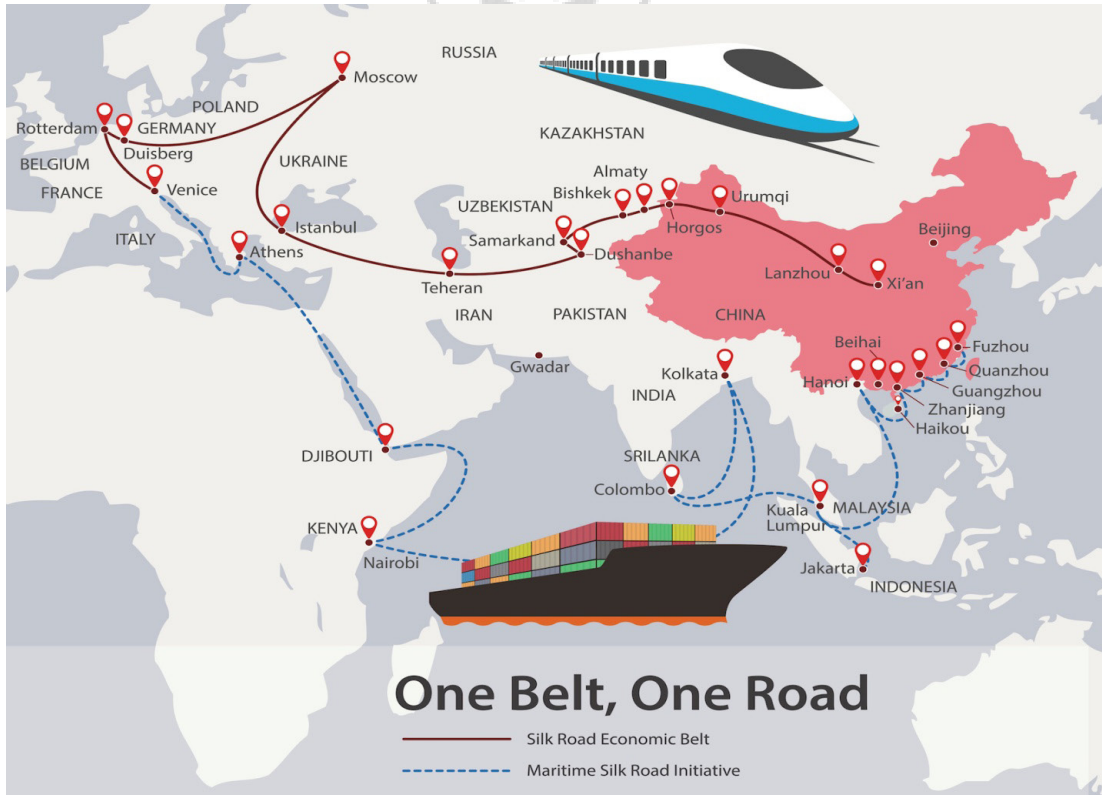 RUSSIA
Moscow
POLAND
Rotterdam
GERMANY
Duisberg
BELGIUM
UKRAINE
FRANCE
Venice
KAZAKHSTAN
Almaty
Bishkek
Urumqi
UZBEKISTAN
Horgos
ITALY
Istanbul
Samarkand
Beijing
Athens
Dushanbe
Teheran
Lanzhou
Xi'an
IRAN
PAKISTAN
CHINA
Beihai
Fuzhou
Gwadar
Kolkata
Hanoi
Quanzhou
INDIA
Guangzhou
Zhanjiang
Haikou
DJIBOUTI
SRILANKA
Colombo
Kuala
Lumpur
MALAYSIA
KENYA
Nairobi
Jakarta
INDONESIA
One Belt, One Road
Silk Road Economic Belt
Maritime Silk Road Initiative